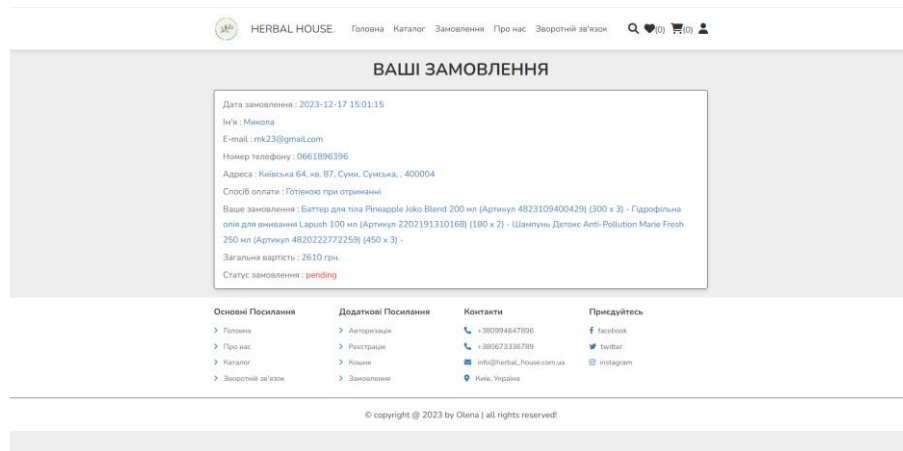 HERBAL HOUSE. Головна Каталог Замовлення Про нас Зворотній зв'язок (0) (0)
ВАШІ ЗАМОВЛЕННЯ
Дата замовлення : 2023-12-17 15:01:15
Ім'я : Микола
E-mail : mk23@gmail.com
Номер телефону : 0661896396
Адреса : Київська 64, кв. 87, Суми, Сумська, , 400004
Спосіб оплати : Готівкою при отриманні
Ваше замовлення : Баттер для тіла Pineapple Joko Blend 200 мл (Артикул 4823109400429) (300 x 3) - Гідрофільна
олія для вмивання Lapush 100 мл (Артикул 2202191310168) (180 x 2) - Шампунь Детокс Anti-Pollution Marie Fresh
250 мл (Артикул 4820222772259) (450 x 3) -
Загальна вартість : 2610 грн.
Статус замовлення : pending
Основні Посилання
Головна
Про нас
Каталог
Зворотній зв'язок
Додаткові Посилання
Авторизація
Реєстрація
Кошик
Замовлення
Контакти
+380994647896
+380673336789
info@herbal_house.com.ua
Київ, Україна
Приєдуйтесь
facebook
twitter
instagram
© copyright @ 2023 by Olena | all rights reserved!